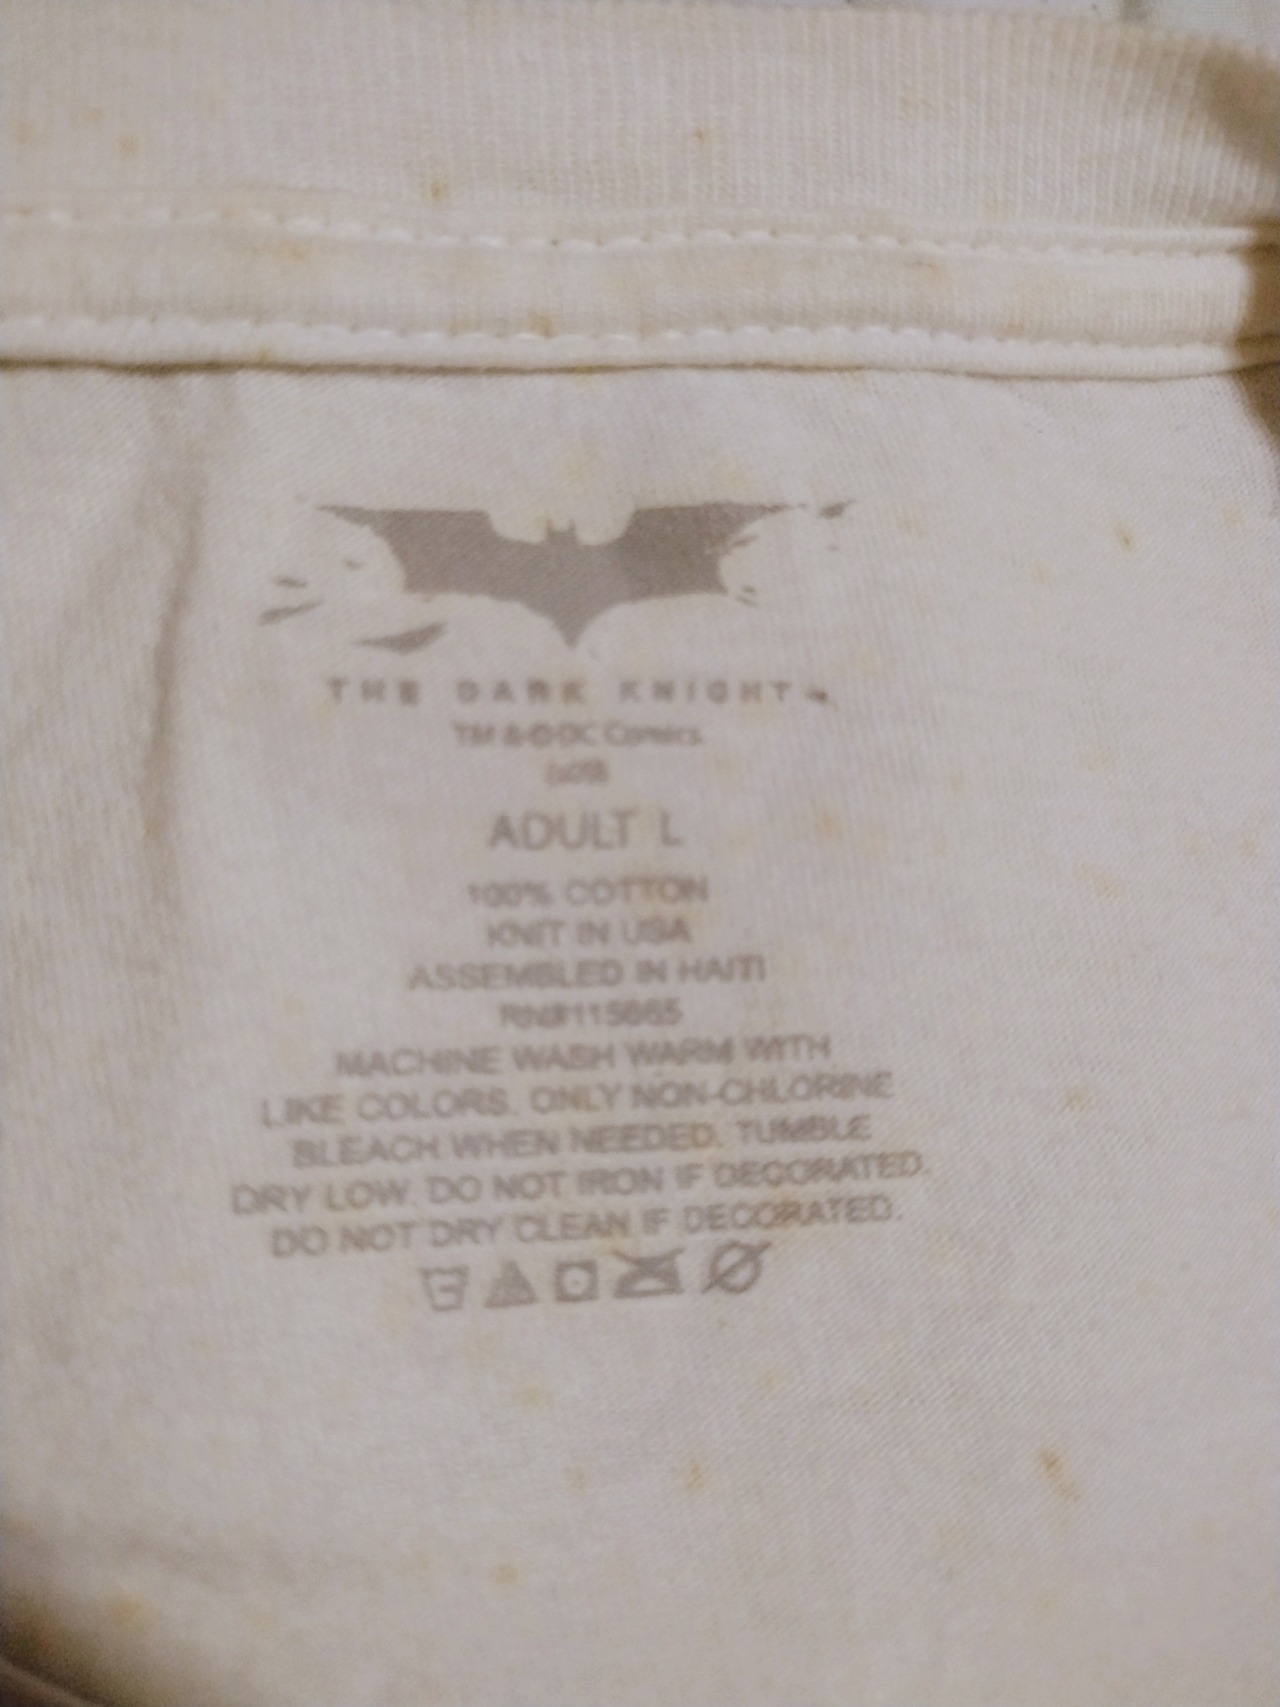 THE DARK KNIGHT
TM & © DC Comics.
(s08)
ADULT L
100% COTTON
KNIT IN USA
ASSEMBLED IN HAITI
MACHINE WASH WARM WITH
LIKE COLORS. ONLY NON-CHLORINE
BLEACH WHEN NEEDED. TUMBLE
DRY LOW. DO NOT IRON IF DECORATED.
DO NOT DRY CLEAN IF DECORATED.